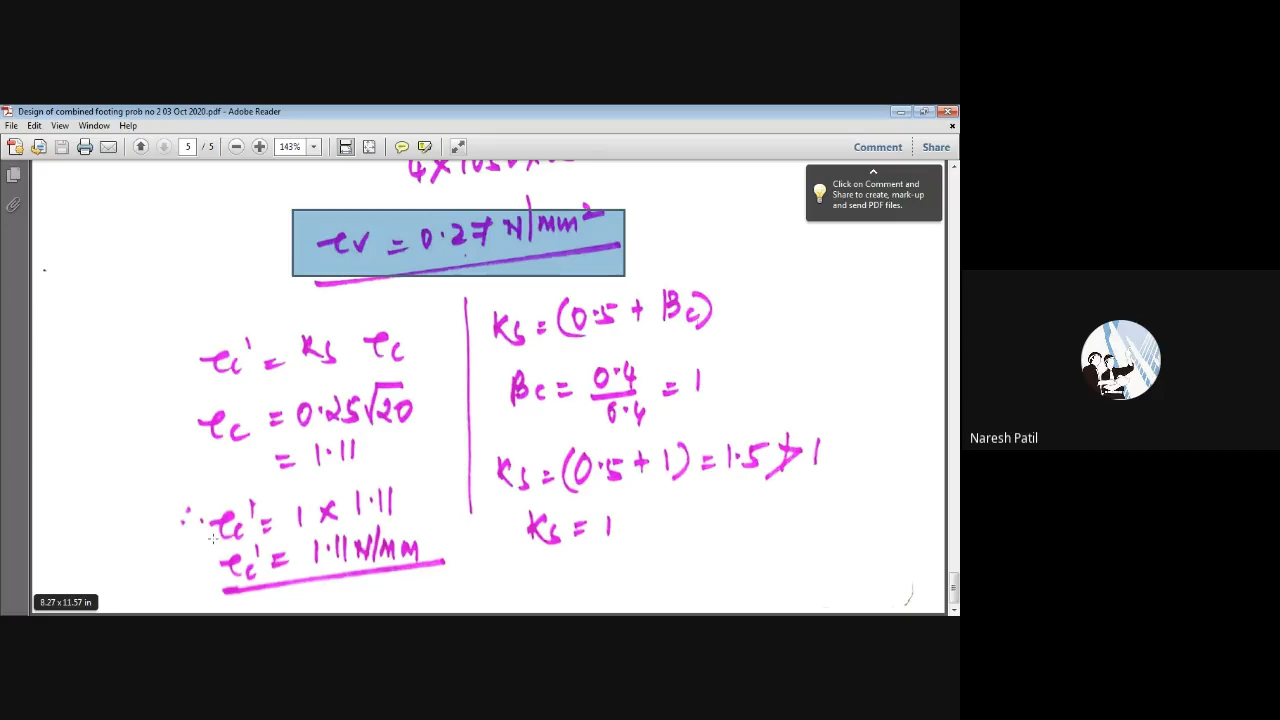 Design of combined footing prob no 2 03 Oct 2020.pdf - Adobe Reader
File Edit View Window Help
5 / 5 143% Comment Share
Click on Comment and
Share to create, mark-up
and send PDF files.
τv = 0.27 N/mm²
τc' = Ks τc
τc = 0.25√20
= 1.11
∴ τc' = 1 × 1.11
τc' = 1.11 N/mm
Ks = (0.5 + Bc)
Bc = 0.4/0.4 = 1
Ks = (0.5 + 1) = 1.5 ≯ 1
Ks = 1
8.27 x 11.57 in
Naresh Patil